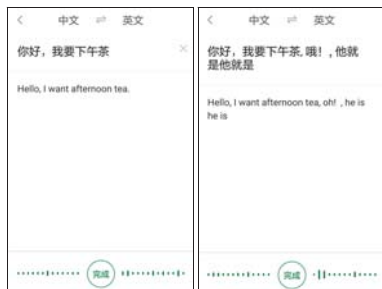 中文 ⇌ 英文
你好，我要下午茶
Hello, I want afternoon tea.
完成
中文 ⇌ 英文
你好，我要下午茶, 哦！, 他就
是他就是
Hello, I want afternoon tea, oh! , he is
he is
完成